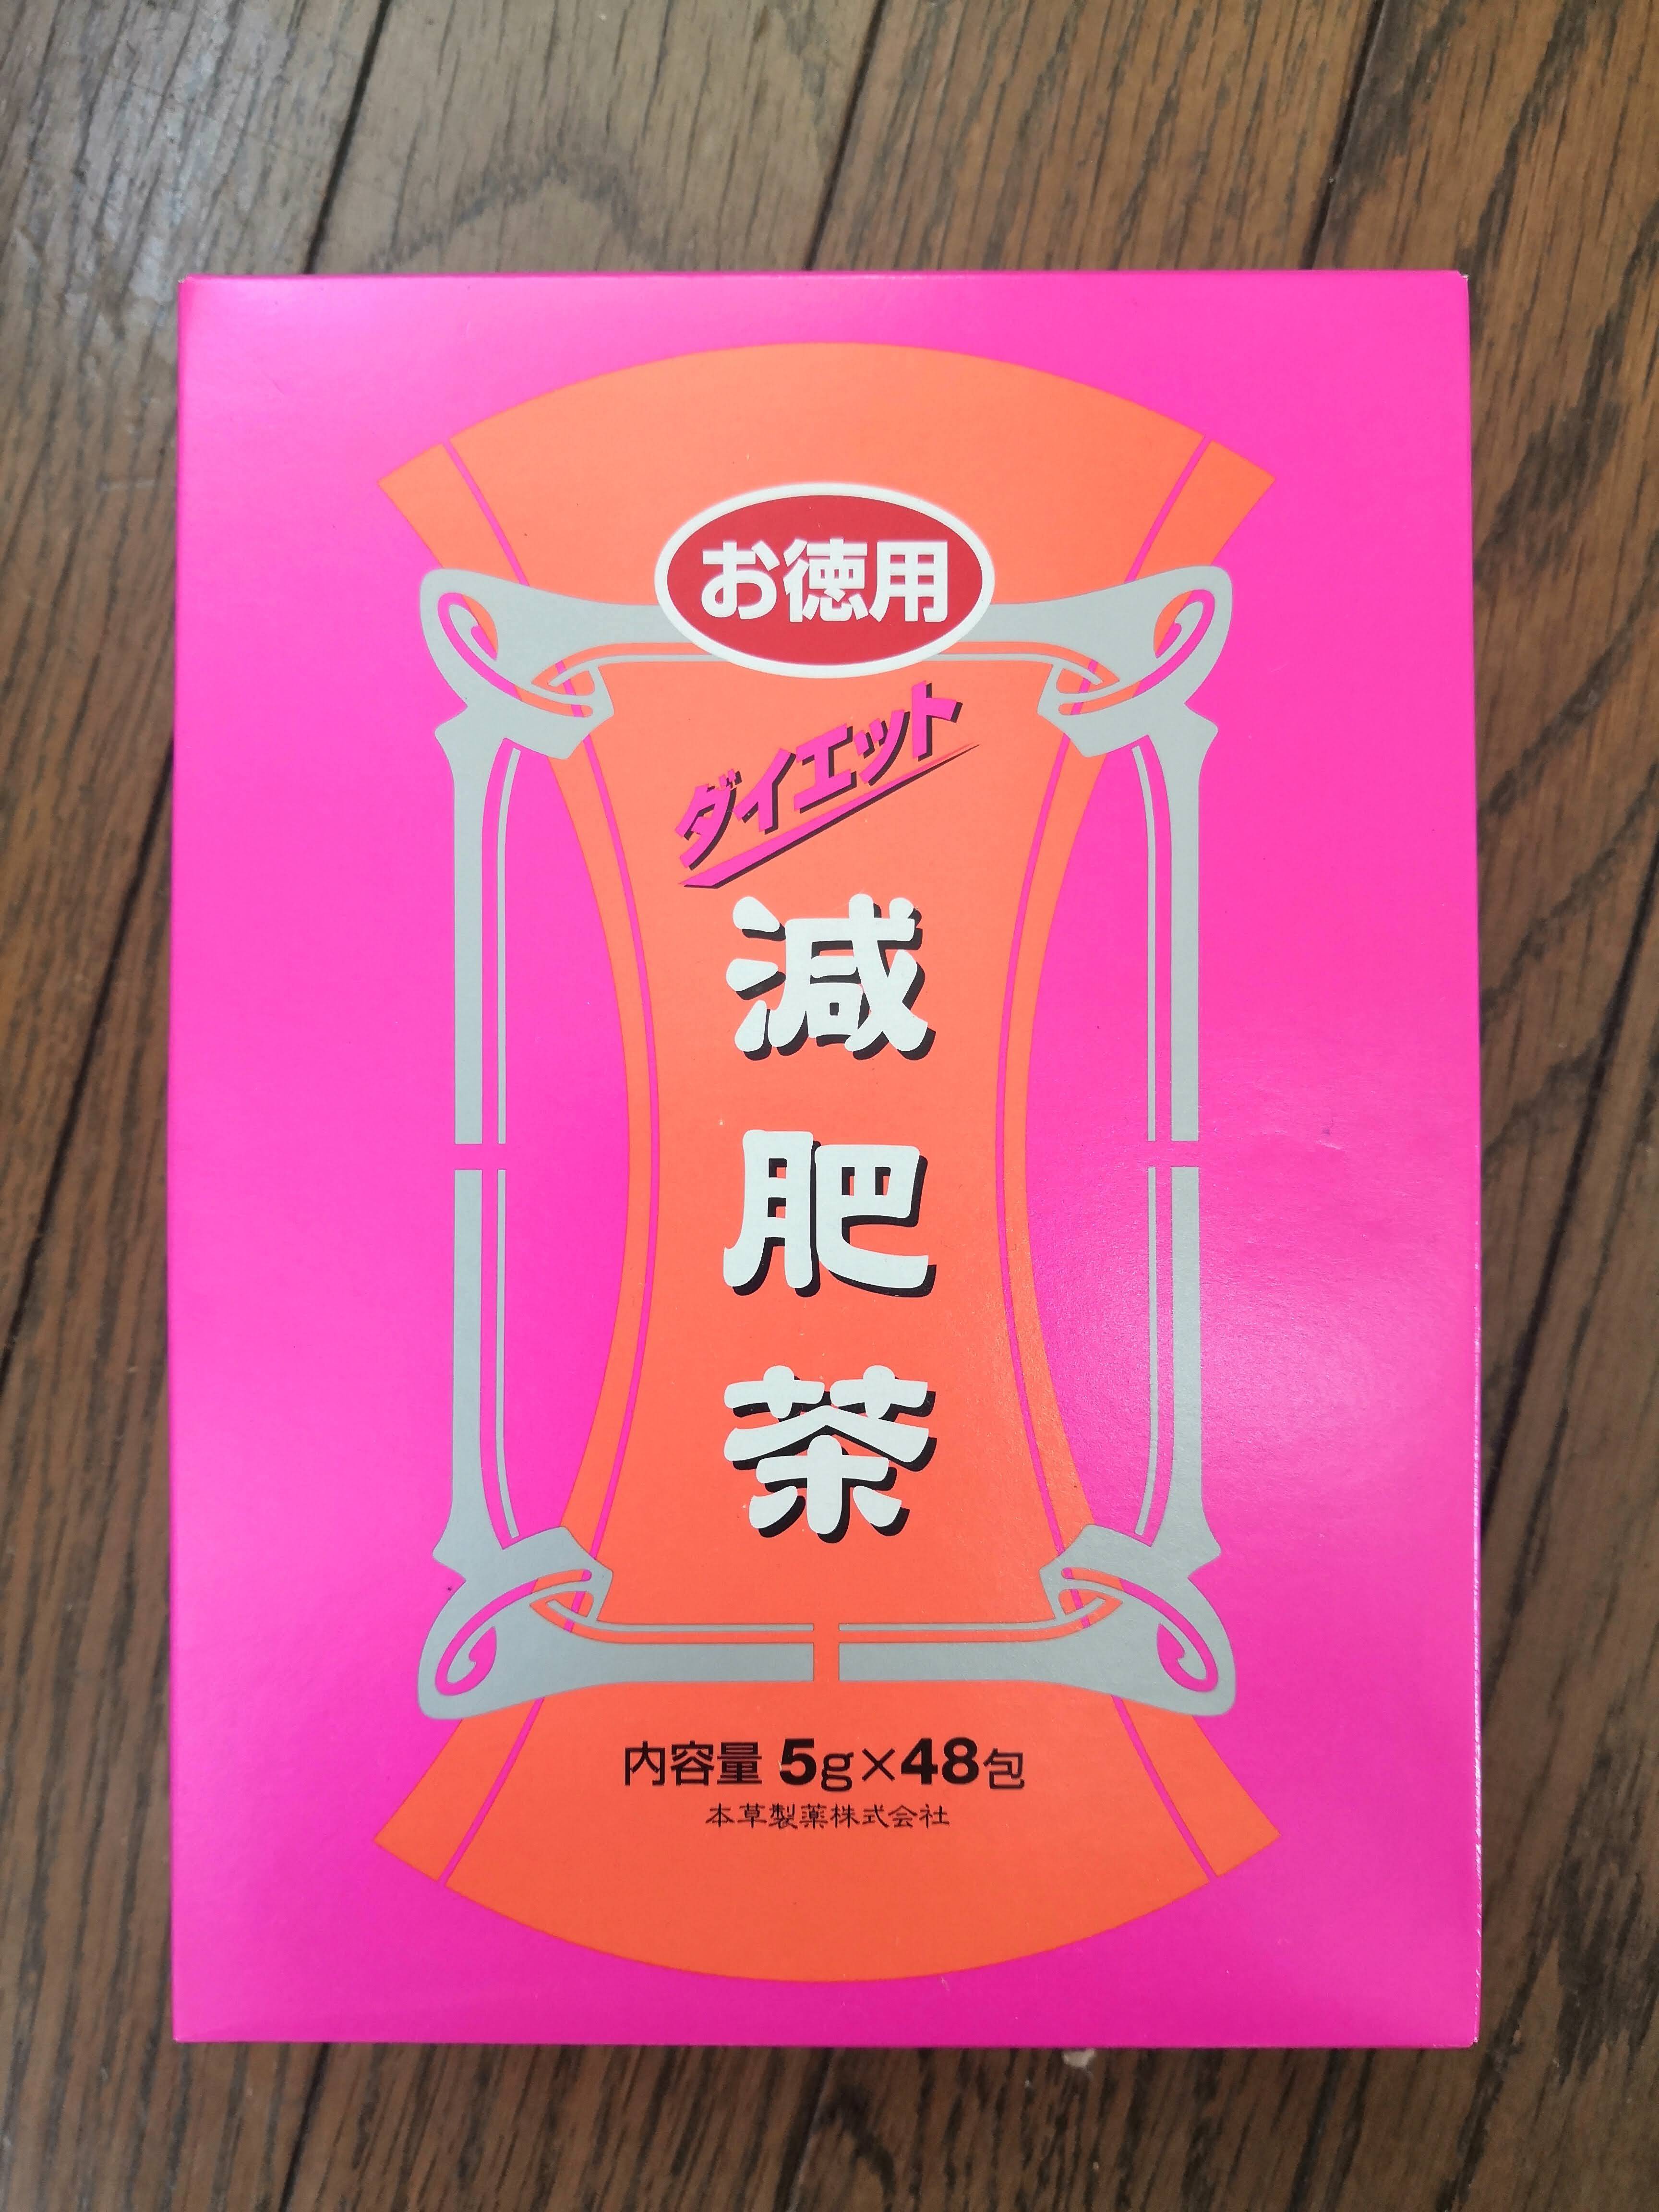 お徳用
ダイエット
減肥茶
内容量 5g×48包
本草製薬株式会社